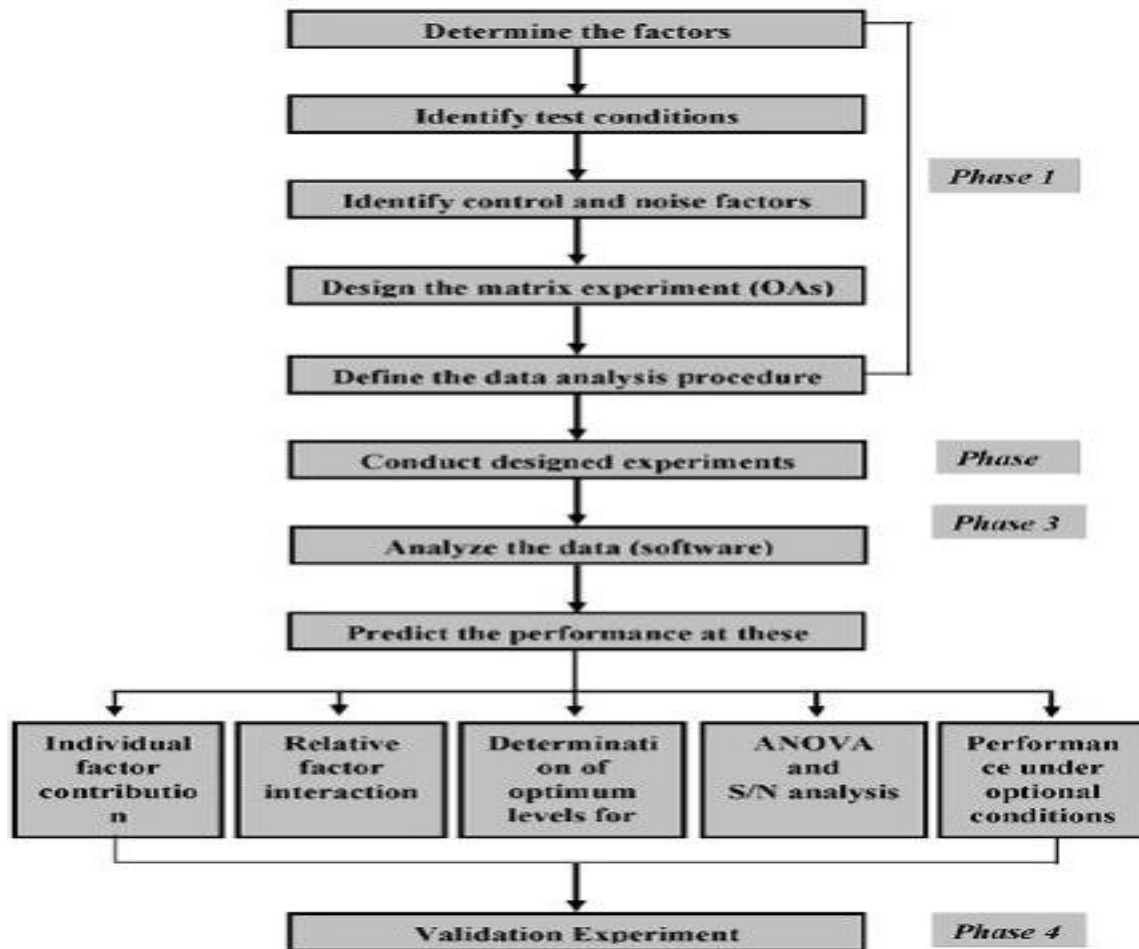 Determine the factors
Identify test conditions
Phase 1
Identify control and noise factors
Design the matrix experiment (OAs)
Define the data analysis procedure
Conduct designed experiments
Phase
Phase 3
Analyze the data (software)
Predict the performance at these
Individual
factor
contributio
n
Relative
factor
interaction
Determinati
on of
optimum
levels for
ANOVA
and
S/N analysis
Performan
ce under
optional
conditions
Validation Experiment
Phase 4